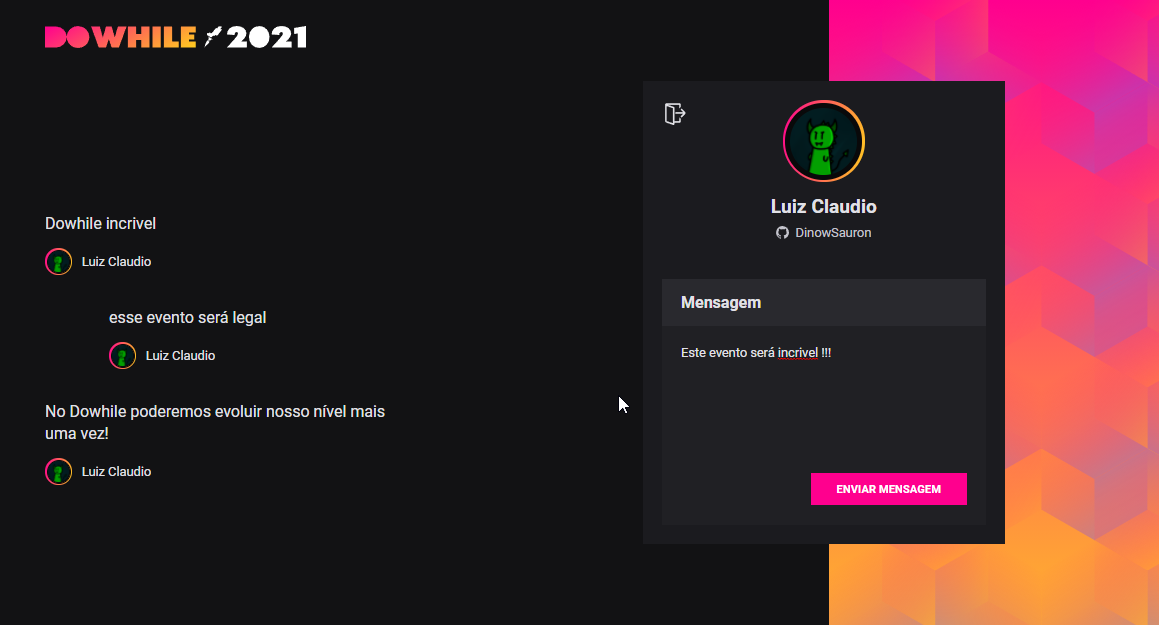 DOWHILE 2021
Dowhile incrivel
Luiz Claudio
esse evento será legal
Luiz Claudio
No Dowhile poderemos evoluir nosso nível mais
uma vez!
Luiz Claudio
Luiz Claudio
DinowSauron
Mensagem
Este evento será incrivel !!!
ENVIAR MENSAGEM